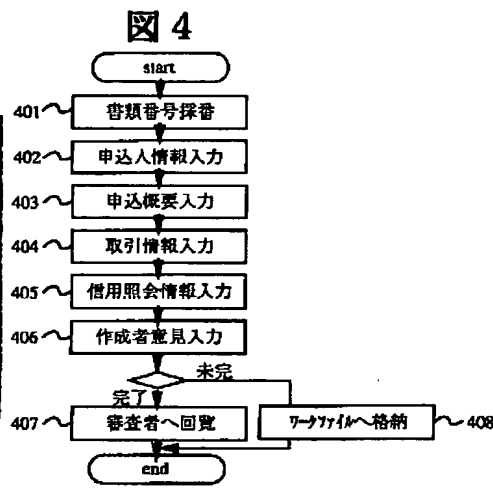 図4
start
401 書類番号採番
402 申込人情報入力
403 申込概要入力
404 取引情報入力
405 信用照会情報入力
406 作成者意見入力
未完
完了
407 審査者へ回覧
ワークファイルへ格納 408
end